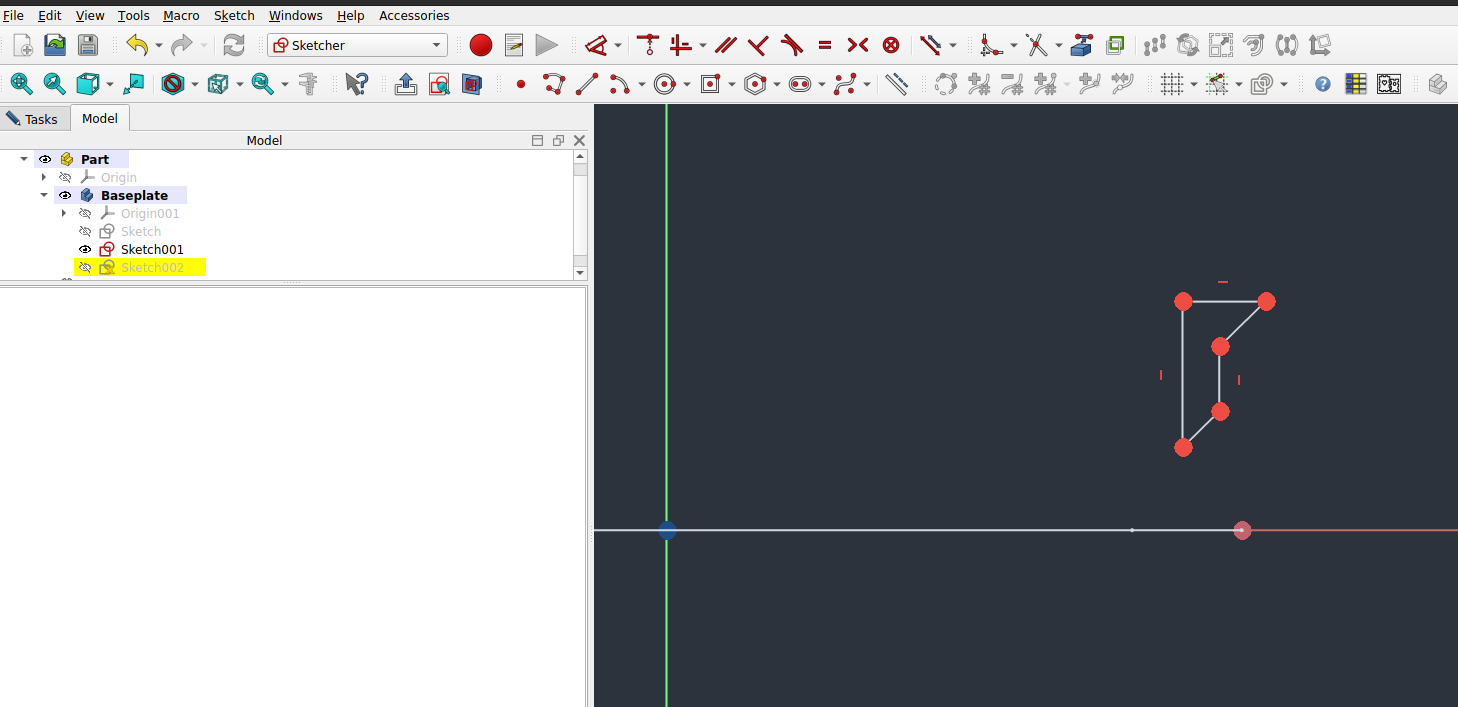 File Edit View Tools Macro Sketch Windows Help Accessories
Sketcher
Tasks Model
Model
Part
Origin
Baseplate
Origin001
Sketch
Sketch001
Sketch002